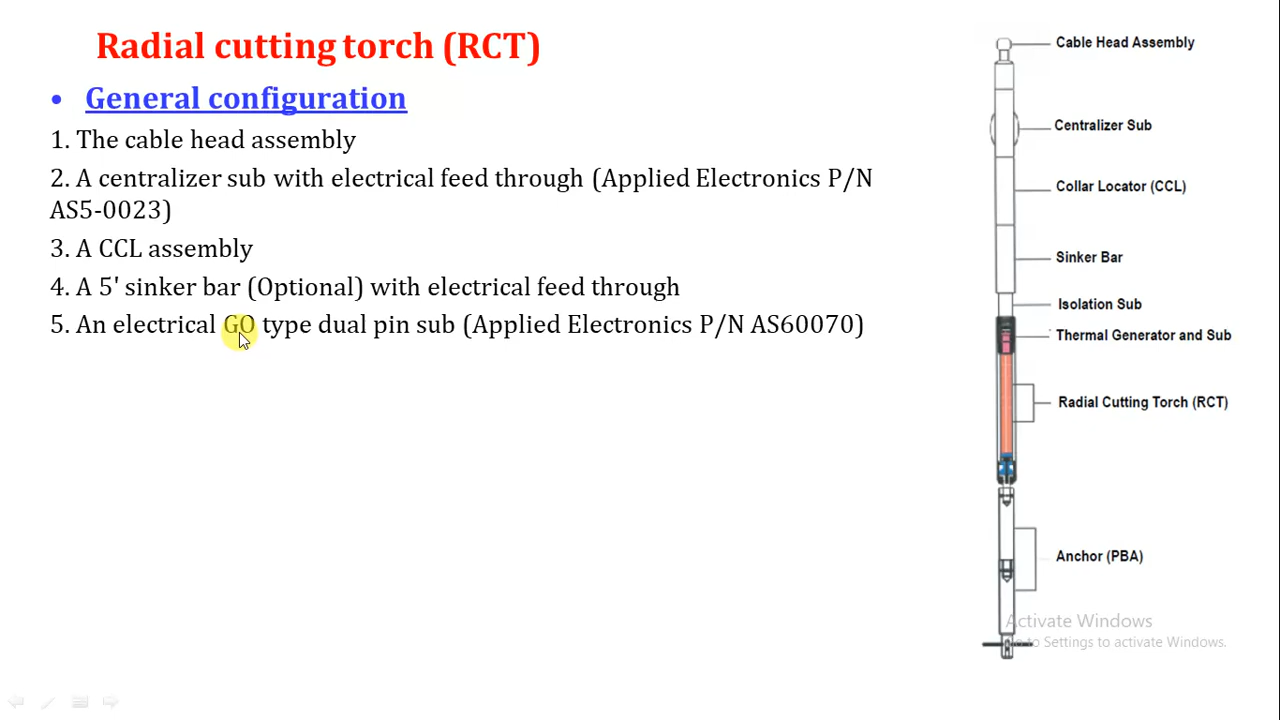 Radial cutting torch (RCT)
• General configuration
1. The cable head assembly
2. A centralizer sub with electrical feed through (Applied Electronics P/N
AS5-0023)
3. A CCL assembly
4. A 5' sinker bar (Optional) with electrical feed through
5. An electrical GO type dual pin sub (Applied Electronics P/N AS60070)
Cable Head Assembly
Centralizer Sub
Collar Locator (CCL)
Sinker Bar
Isolation Sub
Thermal Generator and Sub
Radial Cutting Torch (RCT)
Anchor (PBA)
Activate Windows
Go to Settings to activate Windows.